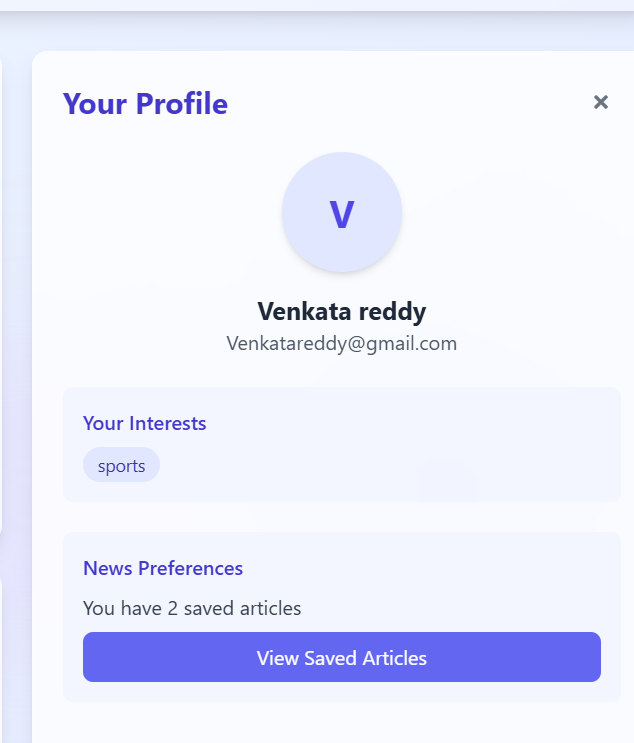 Your Profile
V
Venkata reddy
Venkatareddy@gmail.com
Your Interests
sports
News Preferences
You have 2 saved articles
View Saved Articles